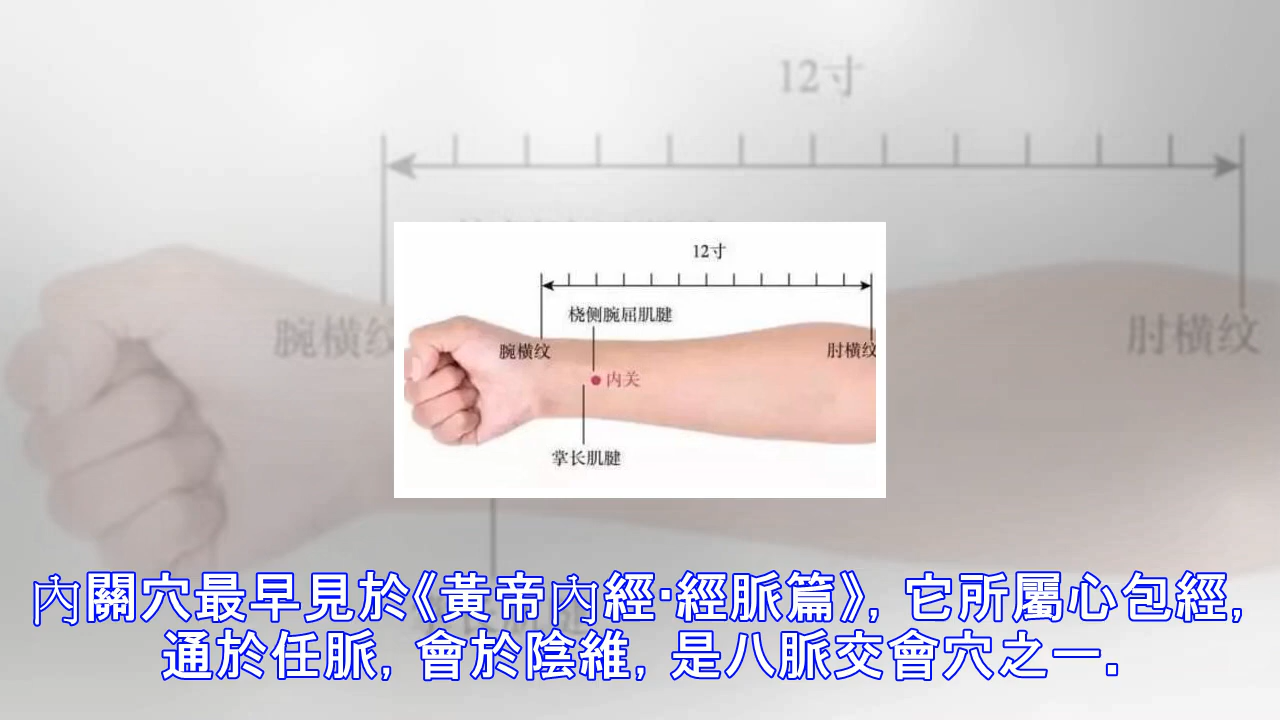 12寸
12寸
桡侧腕屈肌腱
腕横纹
肘横纹
内关
掌长肌腱
腕横纹
肘横纹
內關穴最早見於《黃帝內經·經脈篇》, 它所屬心包經,
通於任脈, 會於陰維, 是八脈交會穴之一.